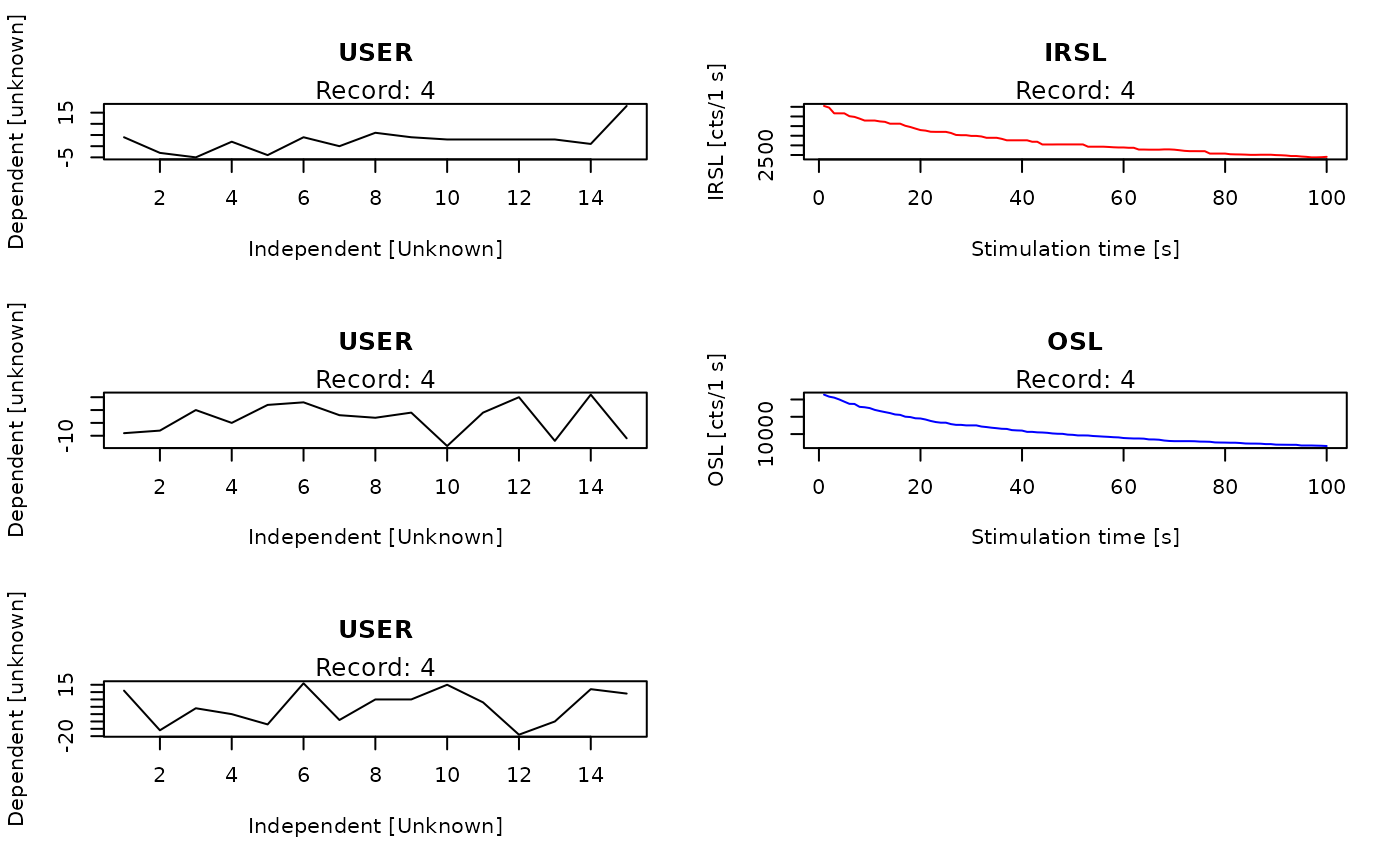 USER
Record: 4
Dependent [unknown]
15
-5
2 4 6 8 10 12 14
Independent [Unknown]
IRSL
Record: 4
IRSL [cts/1 s]
2500
0 20 40 60 80 100
Stimulation time [s]
USER
Record: 4
Dependent [unknown]
-10
2 4 6 8 10 12 14
Independent [Unknown]
OSL
Record: 4
OSL [cts/1 s]
10000
0 20 40 60 80 100
Stimulation time [s]
USER
Record: 4
Dependent [unknown]
15
-20
2 4 6 8 10 12 14
Independent [Unknown]